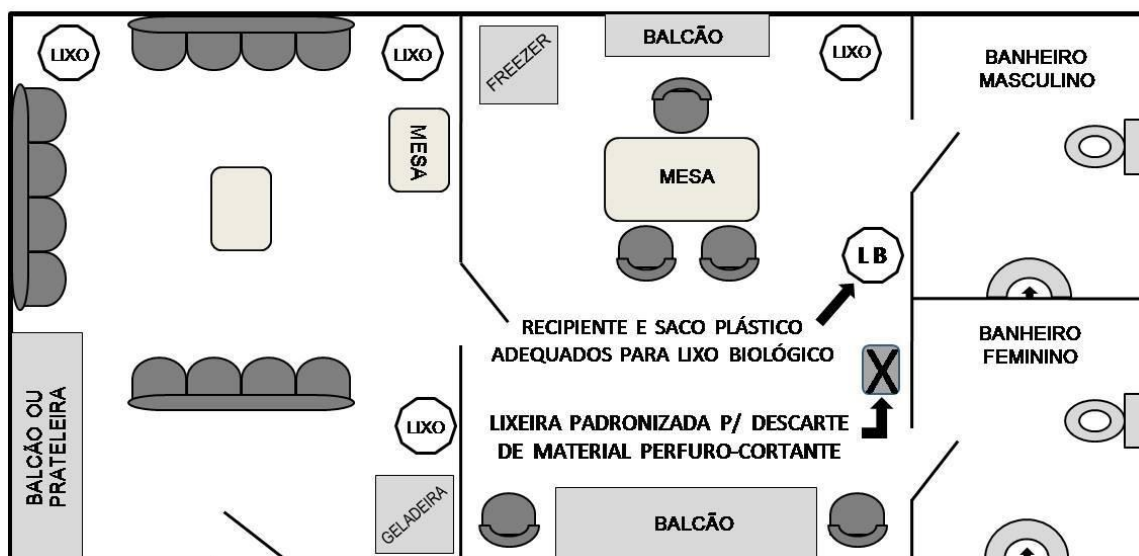 LIXO
LIXO
MESA
BALCÃO OU
PRATELEIRA
LIXO
GELADEIRA
FREEZER
BALCÃO
LIXO
MESA
LB
RECIPIENTE E SACO PLÁSTICO
ADEQUADOS PARA LIXO BIOLÓGICO
X
LIXEIRA PADRONIZADA P/ DESCARTE
DE MATERIAL PERFURO-CORTANTE
BALCÃO
BANHEIRO
MASCULINO
BANHEIRO
FEMININO